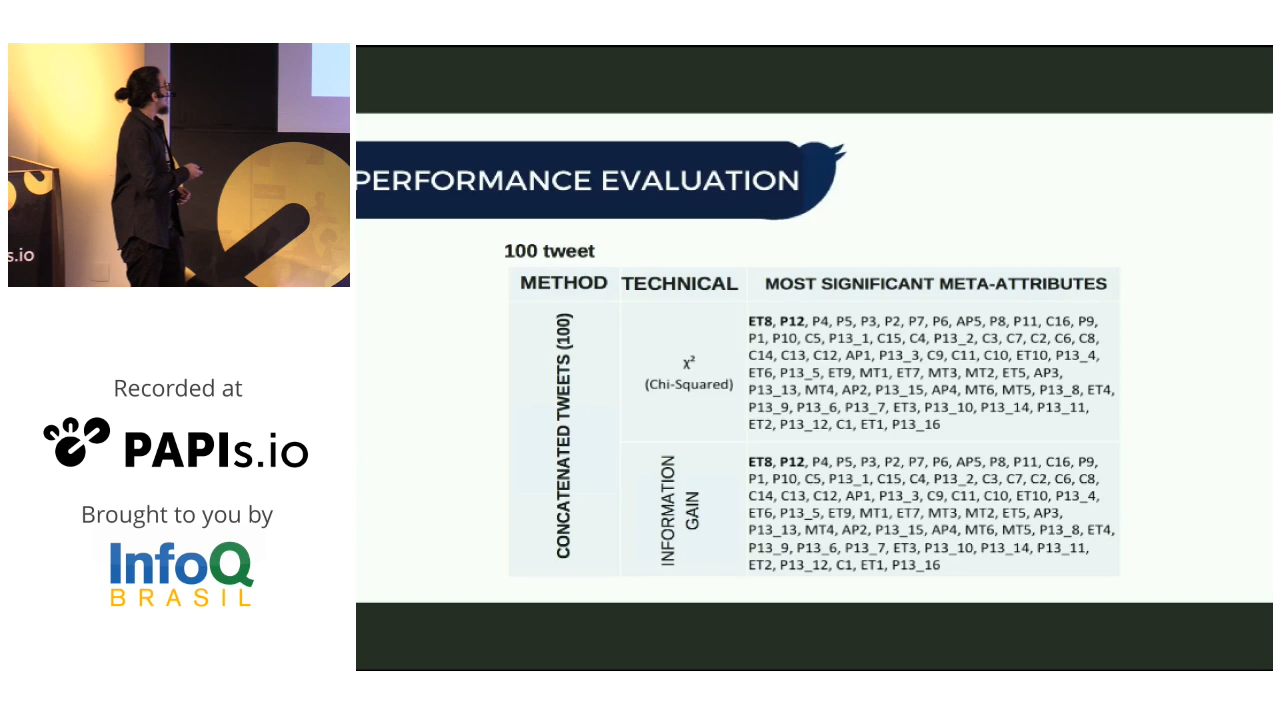 s.io
Recorded at
PAPIs.io
Brought to you by
InfoQ
BRASIL
PERFORMANCE EVALUATION
100 tweet
METHOD TECHNICAL MOST SIGNIFICANT META-ATTRIBUTES
CONCATENATED TWEETS (100)
χ²
(Chi-Squared)
ET8, P12, P4, P5, P3, P2, P7, P6, AP5, P8, P11, C16, P9,
P1, P10, C5, P13_1, C15, C4, P13_2, C3, C7, C2, C6, C8,
C14, C13, C12, AP1, P13_3, C9, C11, C10, ET10, P13_4,
ET6, P13_5, ET9, MT1, ET7, MT3, MT2, ET5, AP3,
P13_13, MT4, AP2, P13_15, AP4, MT6, MT5, P13_8, ET4,
P13_9, P13_6, P13_7, ET3, P13_10, P13_14, P13_11,
ET2, P13_12, C1, ET1, P13_16
INFORMATION
GAIN
ET8, P12, P4, P5, P3, P2, P7, P6, AP5, P8, P11, C16, P9,
P1, P10, C5, P13_1, C15, C4, P13_2, C3, C7, C2, C6, C8,
C14, C13, C12, AP1, P13_3, C9, C11, C10, ET10, P13_4,
ET6, P13_5, ET9, MT1, ET7, MT3, MT2, ET5, AP3,
P13_13, MT4, AP2, P13_15, AP4, MT6, MT5, P13_8, ET4,
P13_9, P13_6, P13_7, ET3, P13_10, P13_14, P13_11,
ET2, P13_12, C1, ET1, P13_16